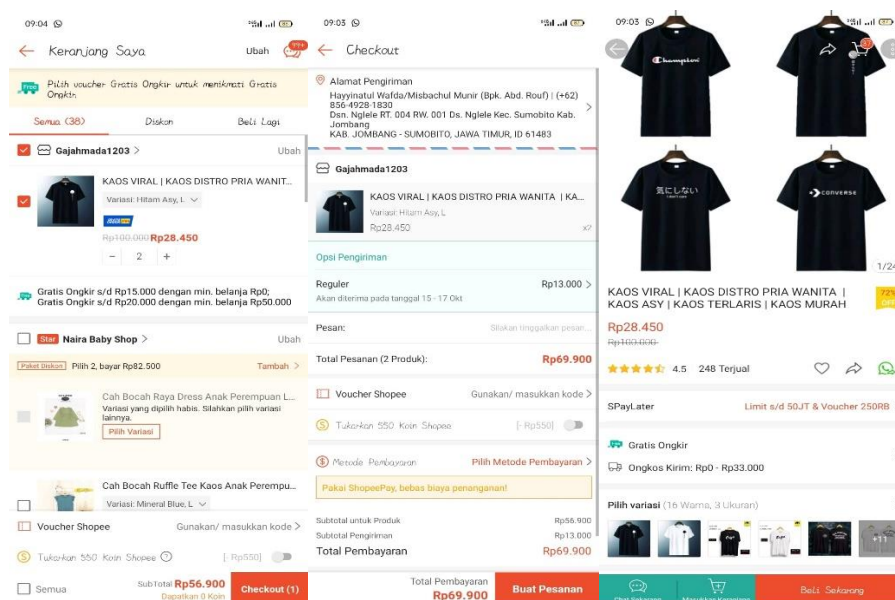 09:04
Keranjang Saya
Ubah
99+
Pilih voucher Gratis Ongkir untuk menikmati Gratis
Ongkir
Semua (38)
Diskon
Beli Lagi
Gajahmada1203 >
Ubah
KAOS VIRAL | KAOS DISTRO PRIA WANIT...
Variasi: Hitam Asy, L
Rp100.000 Rp28.450
- 2 +
Gratis Ongkir s/d Rp15.000 dengan min. belanja Rp0;
Gratis Ongkir s/d Rp20.000 dengan min. belanja Rp50.000
Star Naira Baby Shop >
Ubah
Paket Diskon Pilih 2, bayar Rp82.500
Tambah >
Cah Bocah Raya Dress Anak Perempuan L...
Variasi yang dipilih habis. Silahkan pilih variasi
lainnya.
Pilih Variasi
Cah Bocah Ruffle Tee Kaos Anak Perempu...
Variasi: Mineral Blue, L
Voucher Shopee
Gunakan/ masukkan kode >
Tukarkan 550 Koin Shopee
[- Rp550]
Semua
SubTotal Rp56.900
Dapatkan 0 Koin
Checkout (1)
09:03
Checkout
Alamat Pengiriman
Hayyinatul Wafda/Misbachul Munir (Bpk. Abd. Rouf) | (+62)
856-4928-1830
Dsn. Nglele RT. 004 RW. 001 Ds. Nglele Kec. Sumobito Kab.
Jombang
KAB. JOMBANG - SUMOBITO, JAWA TIMUR, ID 61483
Gajahmada1203
KAOS VIRAL | KAOS DISTRO PRIA WANITA | KA...
Variasi: Hitam Asy, L
Rp28.450
x2
Opsi Pengiriman
Reguler
Rp13.000 >
Akan diterima pada tanggal 15 - 17 Okt
Pesan:
Silakan tinggalkan pesan...
Total Pesanan (2 Produk):
Rp69.900
Voucher Shopee
Gunakan/ masukkan kode >
Tukarkan 550 Koin Shopee
[- Rp550]
Metode Pembayaran
Pilih Metode Pembayaran >
Pakai ShopeePay, bebas biaya penanganan!
Subtotal untuk Produk
Rp56.900
Subtotal Pengiriman
Rp13.000
Total Pembayaran
Rp69.900
Total Pembayaran
Rp69.900
Buat Pesanan
09:03
Champion
気にしない
CONVERSE
1/24
KAOS VIRAL | KAOS DISTRO PRIA WANITA |
KAOS ASY | KAOS TERLARIS | KAOS MURAH
72%
OFF
Rp28.450
Rp100.000
4.5
248 Terjual
SPayLater
Limit s/d 50JT & Voucher 250RB
Gratis Ongkir
Ongkos Kirim: Rp0 - Rp33.000
Pilih variasi (16 Warna, 3 Ukuran)
+11
Chat Sekarang
Masukkan Keranjang
Beli Sekarang